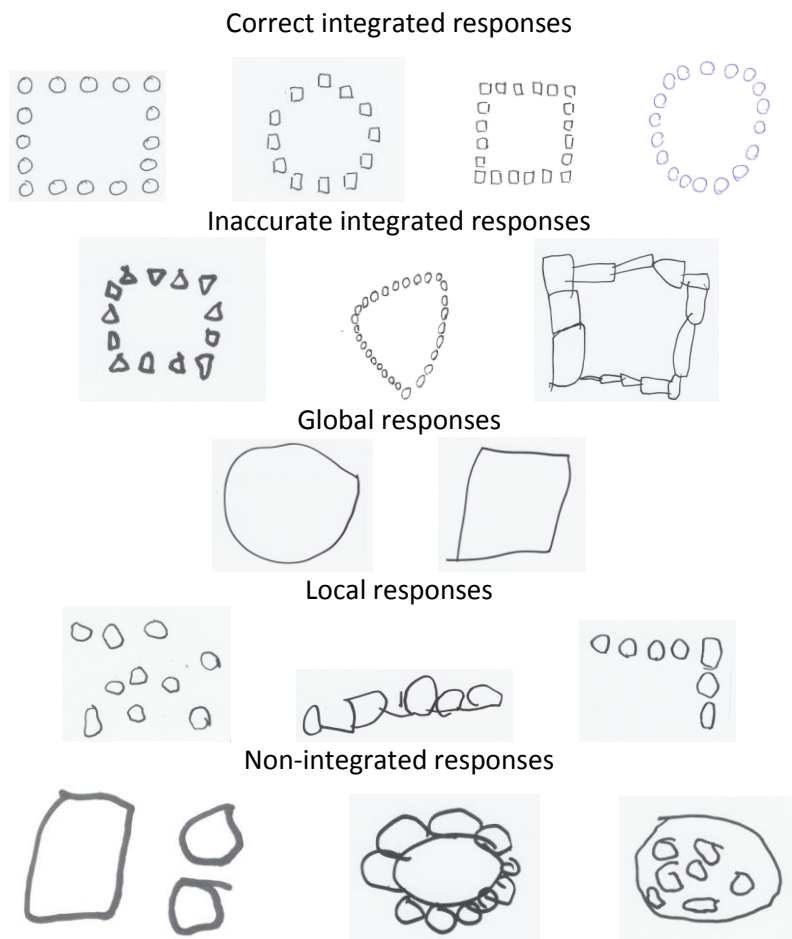 Correct integrated responses
Inaccurate integrated responses
Global responses
Local responses
Non-integrated responses